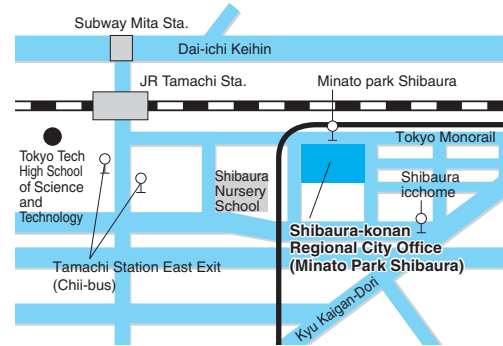 Subway Mita Sta.
Dai-ichi Keihin
JR Tamachi Sta.
Minato park Shibaura
Tokyo Monorail
Tokyo Tech
High School
of Science
and
Technology
Shibaura
Nursery
School
Shibaura
icchome
Shibaura-konan
Regional City Office
(Minato Park Shibaura)
Tamachi Station East Exit
(Chii-bus)
Kyu Kaigan-Dori